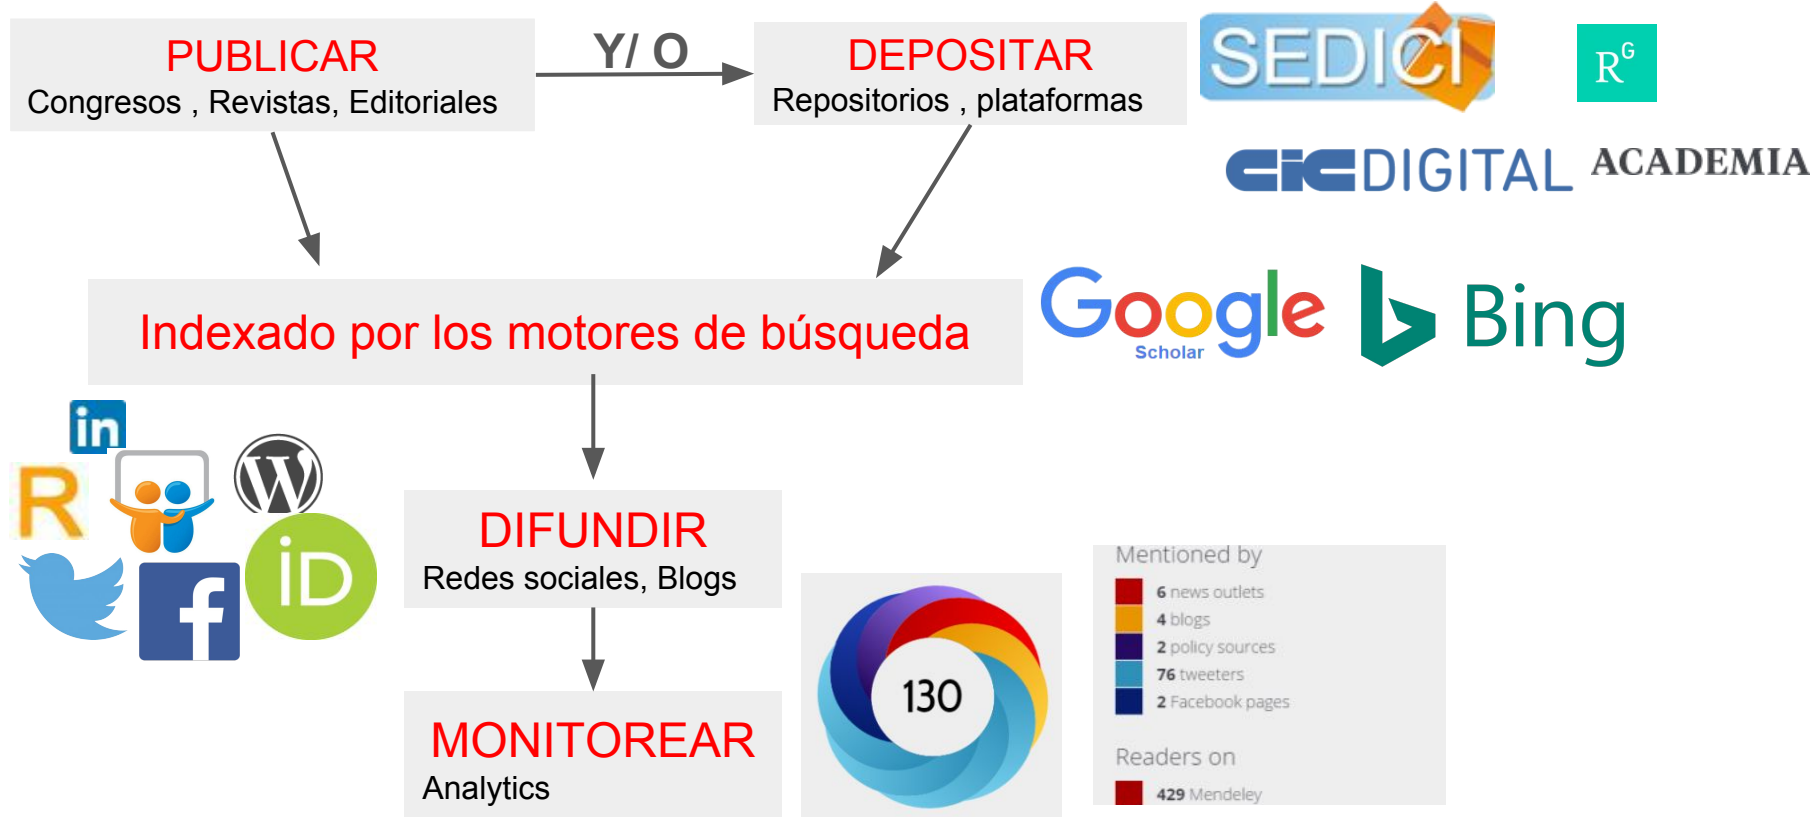 PUBLICAR
Congresos , Revistas, Editoriales
Y/ O
DEPOSITAR
Repositorios , plataformas
SEDICI
RG
CiCDIGITAL
ACADEMIA
Indexado por los motores de búsqueda
Google
Scholar
Bing
in
R
W
iD
f
DIFUNDIR
Redes sociales, Blogs
MONITOREAR
Analytics
130
Mentioned by
6 news outlets
4 blogs
2 policy sources
76 tweeters
2 Facebook pages
Readers on
429 Mendeley